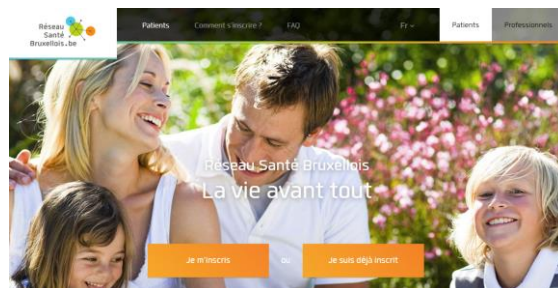 Réseau
Santé
Bruxellois.be
Patients
Comment s'inscrire ?
FAQ
Fr
Patients
Professionnels
Réseau Santé Bruxellois
La vie avant tout
Je m'inscris
ou
Je suis déjà inscrit